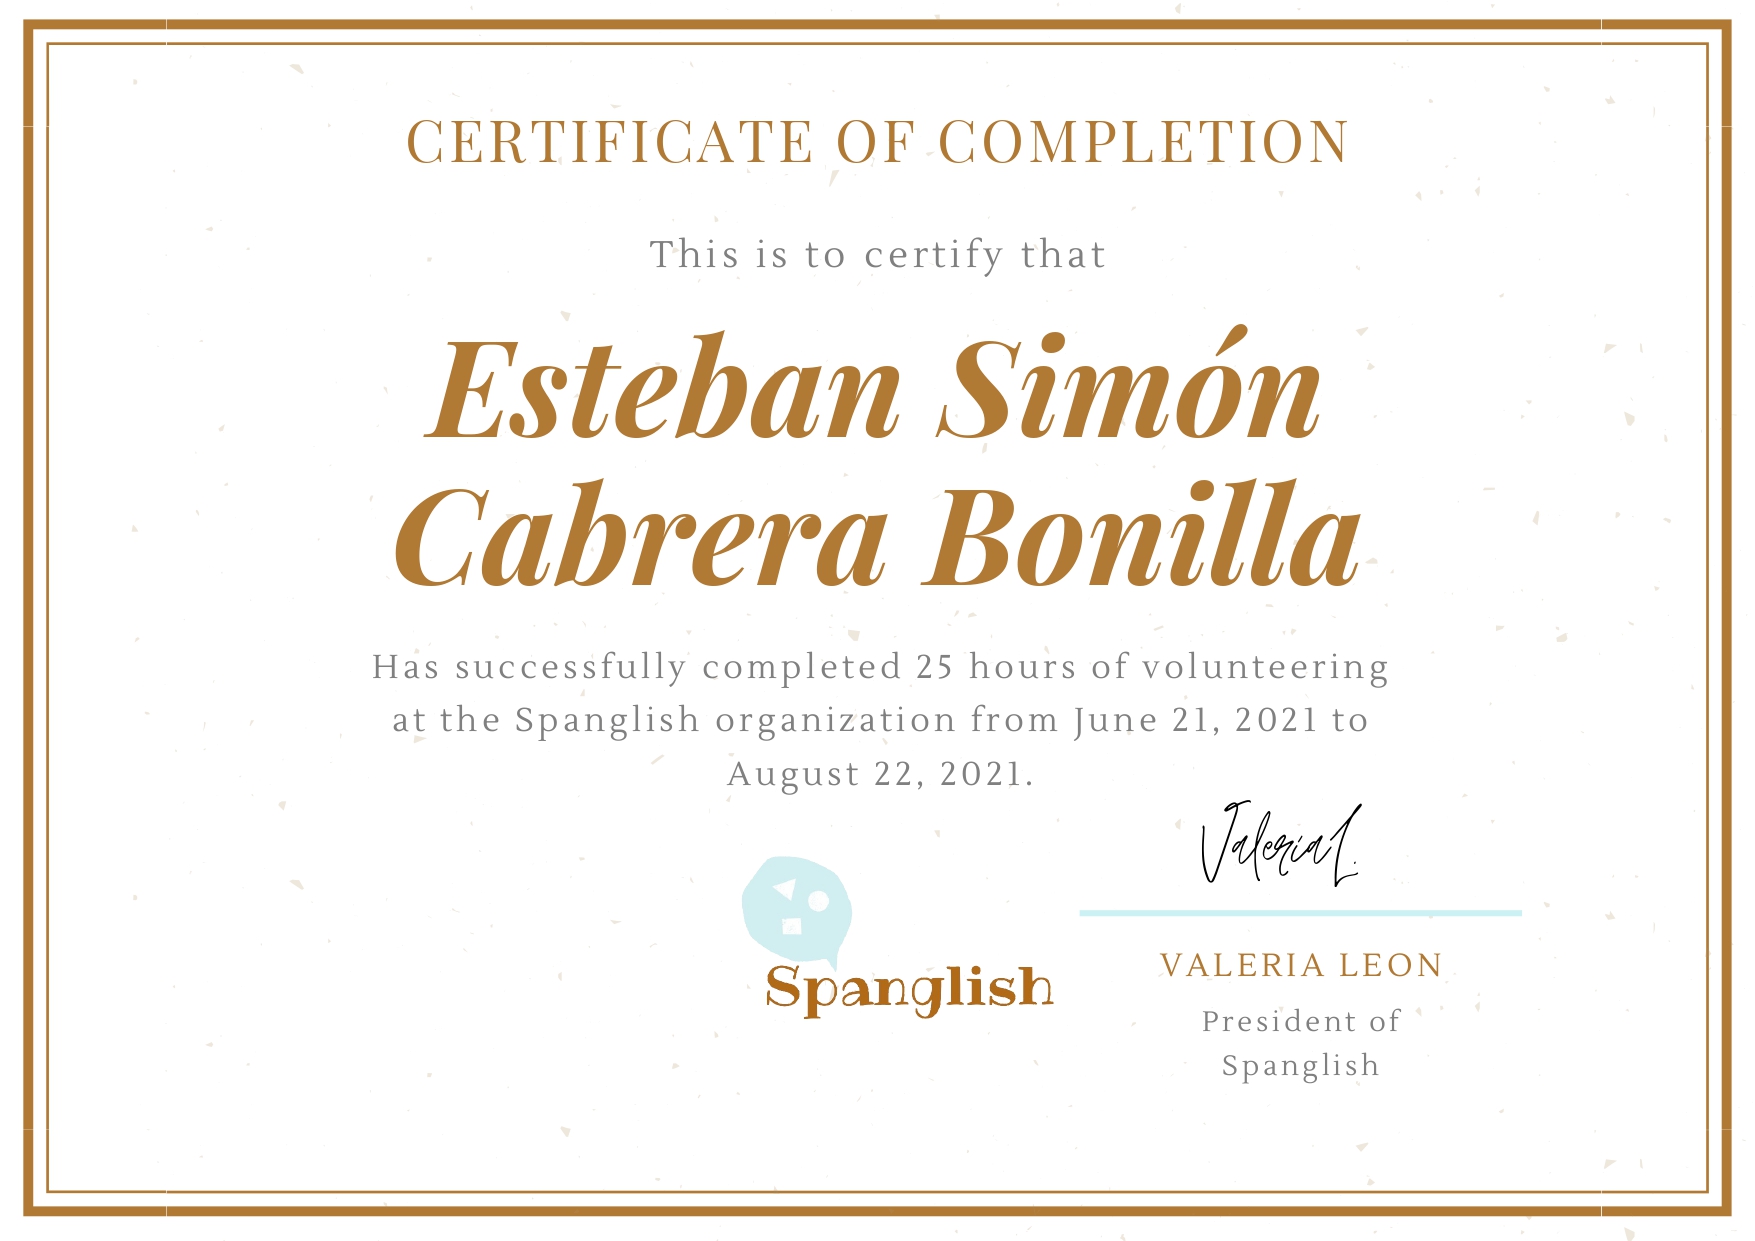 CERTIFICATE OF COMPLETION
This is to certify that
Esteban Simón
Cabrera Bonilla
Has successfully completed 25 hours of volunteering
at the Spanglish organization from June 21, 2021 to
August 22, 2021.
ValeriaL.
Spanglish
VALERIA LEON
President of
Spanglish